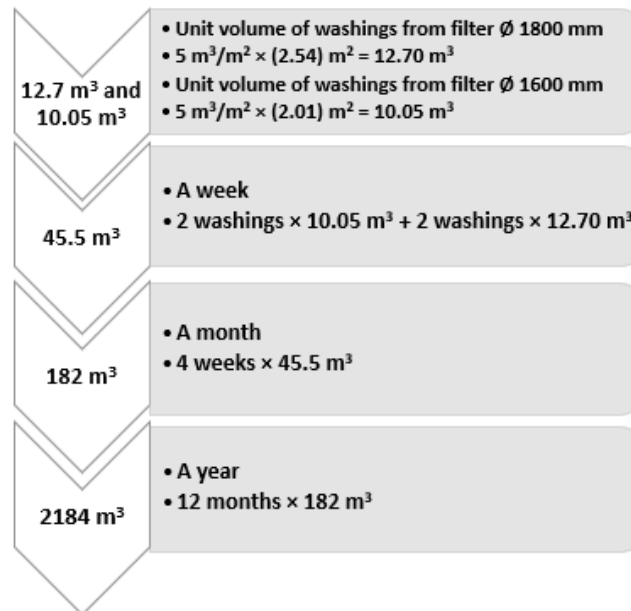 12.7 m³ and
10.05 m³
• Unit volume of washings from filter Ø 1800 mm
• 5 m³/m² × (2.54) m² = 12.70 m³
• Unit volume of washings from filter Ø 1600 mm
• 5 m³/m² × (2.01) m² = 10.05 m³
45.5 m³
• A week
• 2 washings × 10.05 m³ + 2 washings × 12.70 m³
182 m³
• A month
• 4 weeks × 45.5 m³
2184 m³
• A year
• 12 months × 182 m³